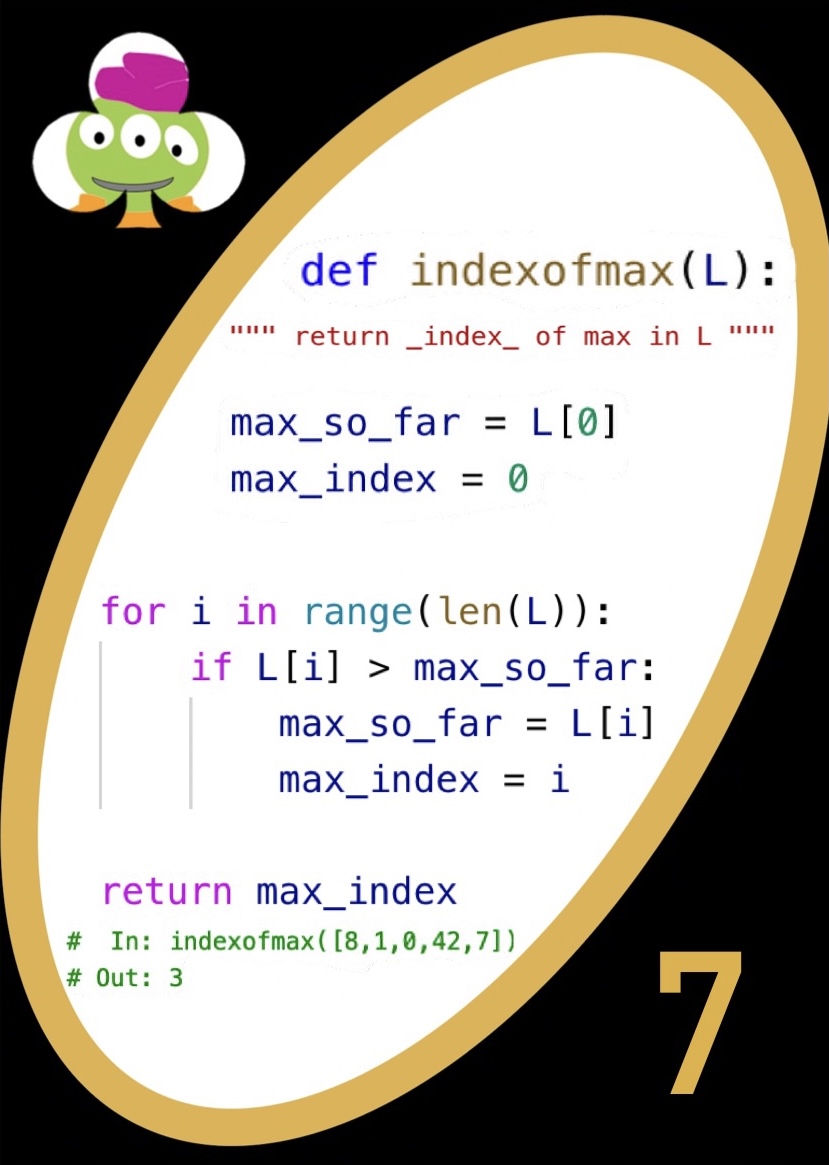 def indexofmax(L):
""" return _index_ of max in L """
max_so_far = L[0]
max_index = 0
for i in range(len(L)):
if L[i] > max_so_far:
max_so_far = L[i]
max_index = i
return max_index
#  In: indexofmax([8,1,0,42,7])
# Out: 3
7